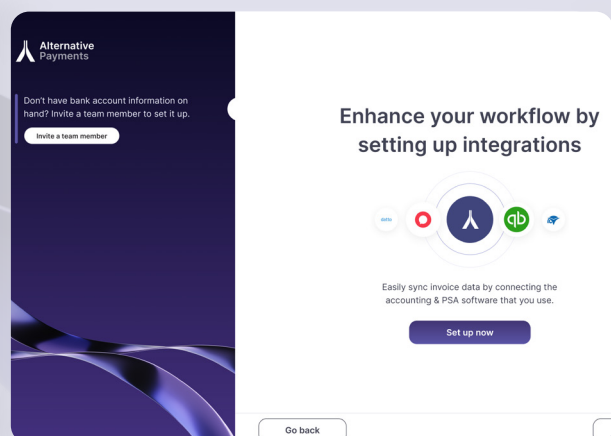 Alternative
Payments
Don't have bank account information on
hand? Invite a team member to set it up.
Invite a team member
Enhance your workflow by
setting up integrations
qb
Easily sync invoice data by connecting the
accounting & PSA software that you use.
Set up now
Go back